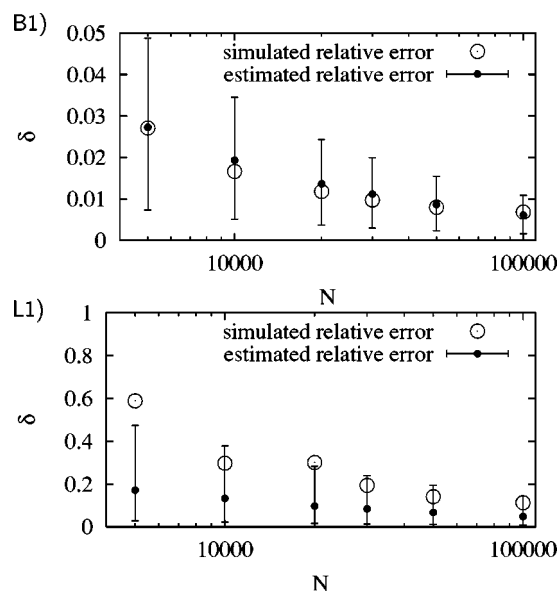 B1)
0.05
0.04
0.03
0.02
0.01
0
δ
simulated relative error
estimated relative error
10000
100000
N
L1)
1
0.8
0.6
0.4
0.2
0
δ
simulated relative error
estimated relative error
10000
100000
N